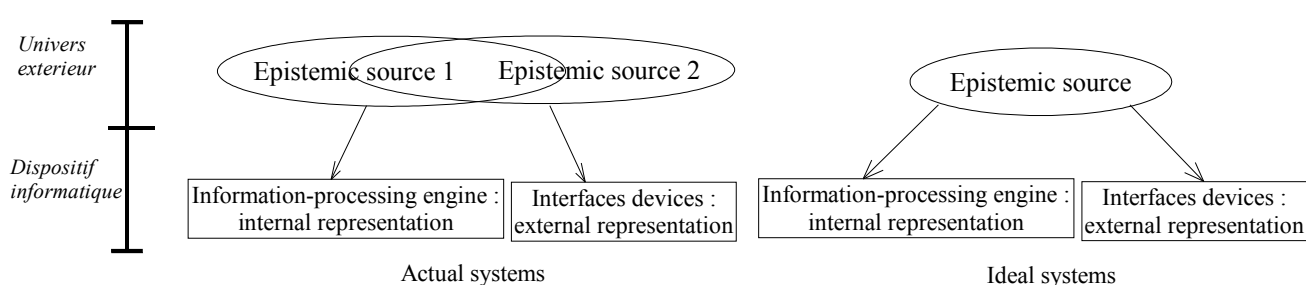 Univers
exterieur
Dispositif
informatique
Epistemic source 1
Epistemic source 2
Information-processing engine :
internal representation
Interfaces devices :
external representation
Actual systems
Epistemic source
Information-processing engine :
internal representation
Interfaces devices :
external representation
Ideal systems